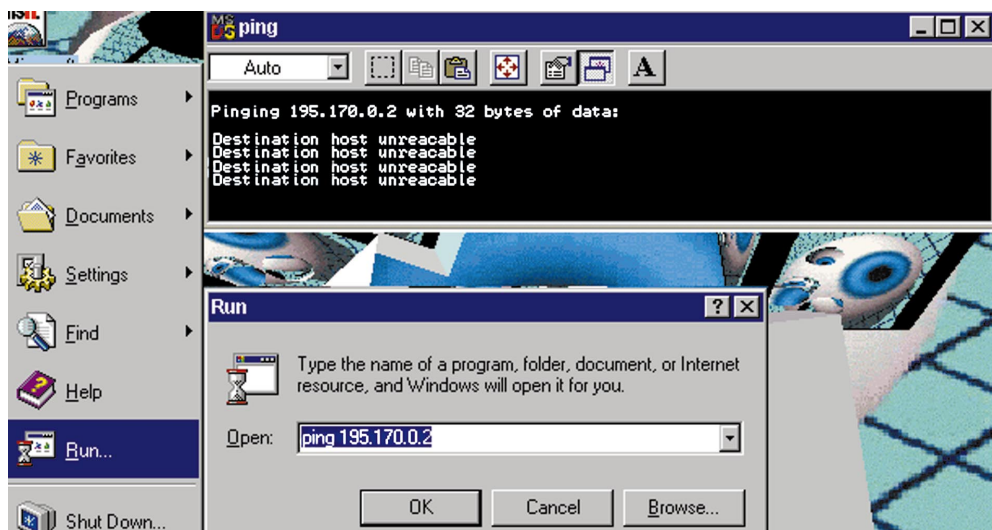 ping
Auto
A
Pinging 195.170.0.2 with 32 bytes of data:
Destination host unreacable
Destination host unreacable
Destination host unreacable
Destination host unreacable
Programs
Favorites
Documents
Settings
Find
Help
Run...
Shut Down...
Run
Type the name of a program, folder, document, or Internet
resource, and Windows will open it for you.
Open: ping 195.170.0.2
OK Cancel Browse...